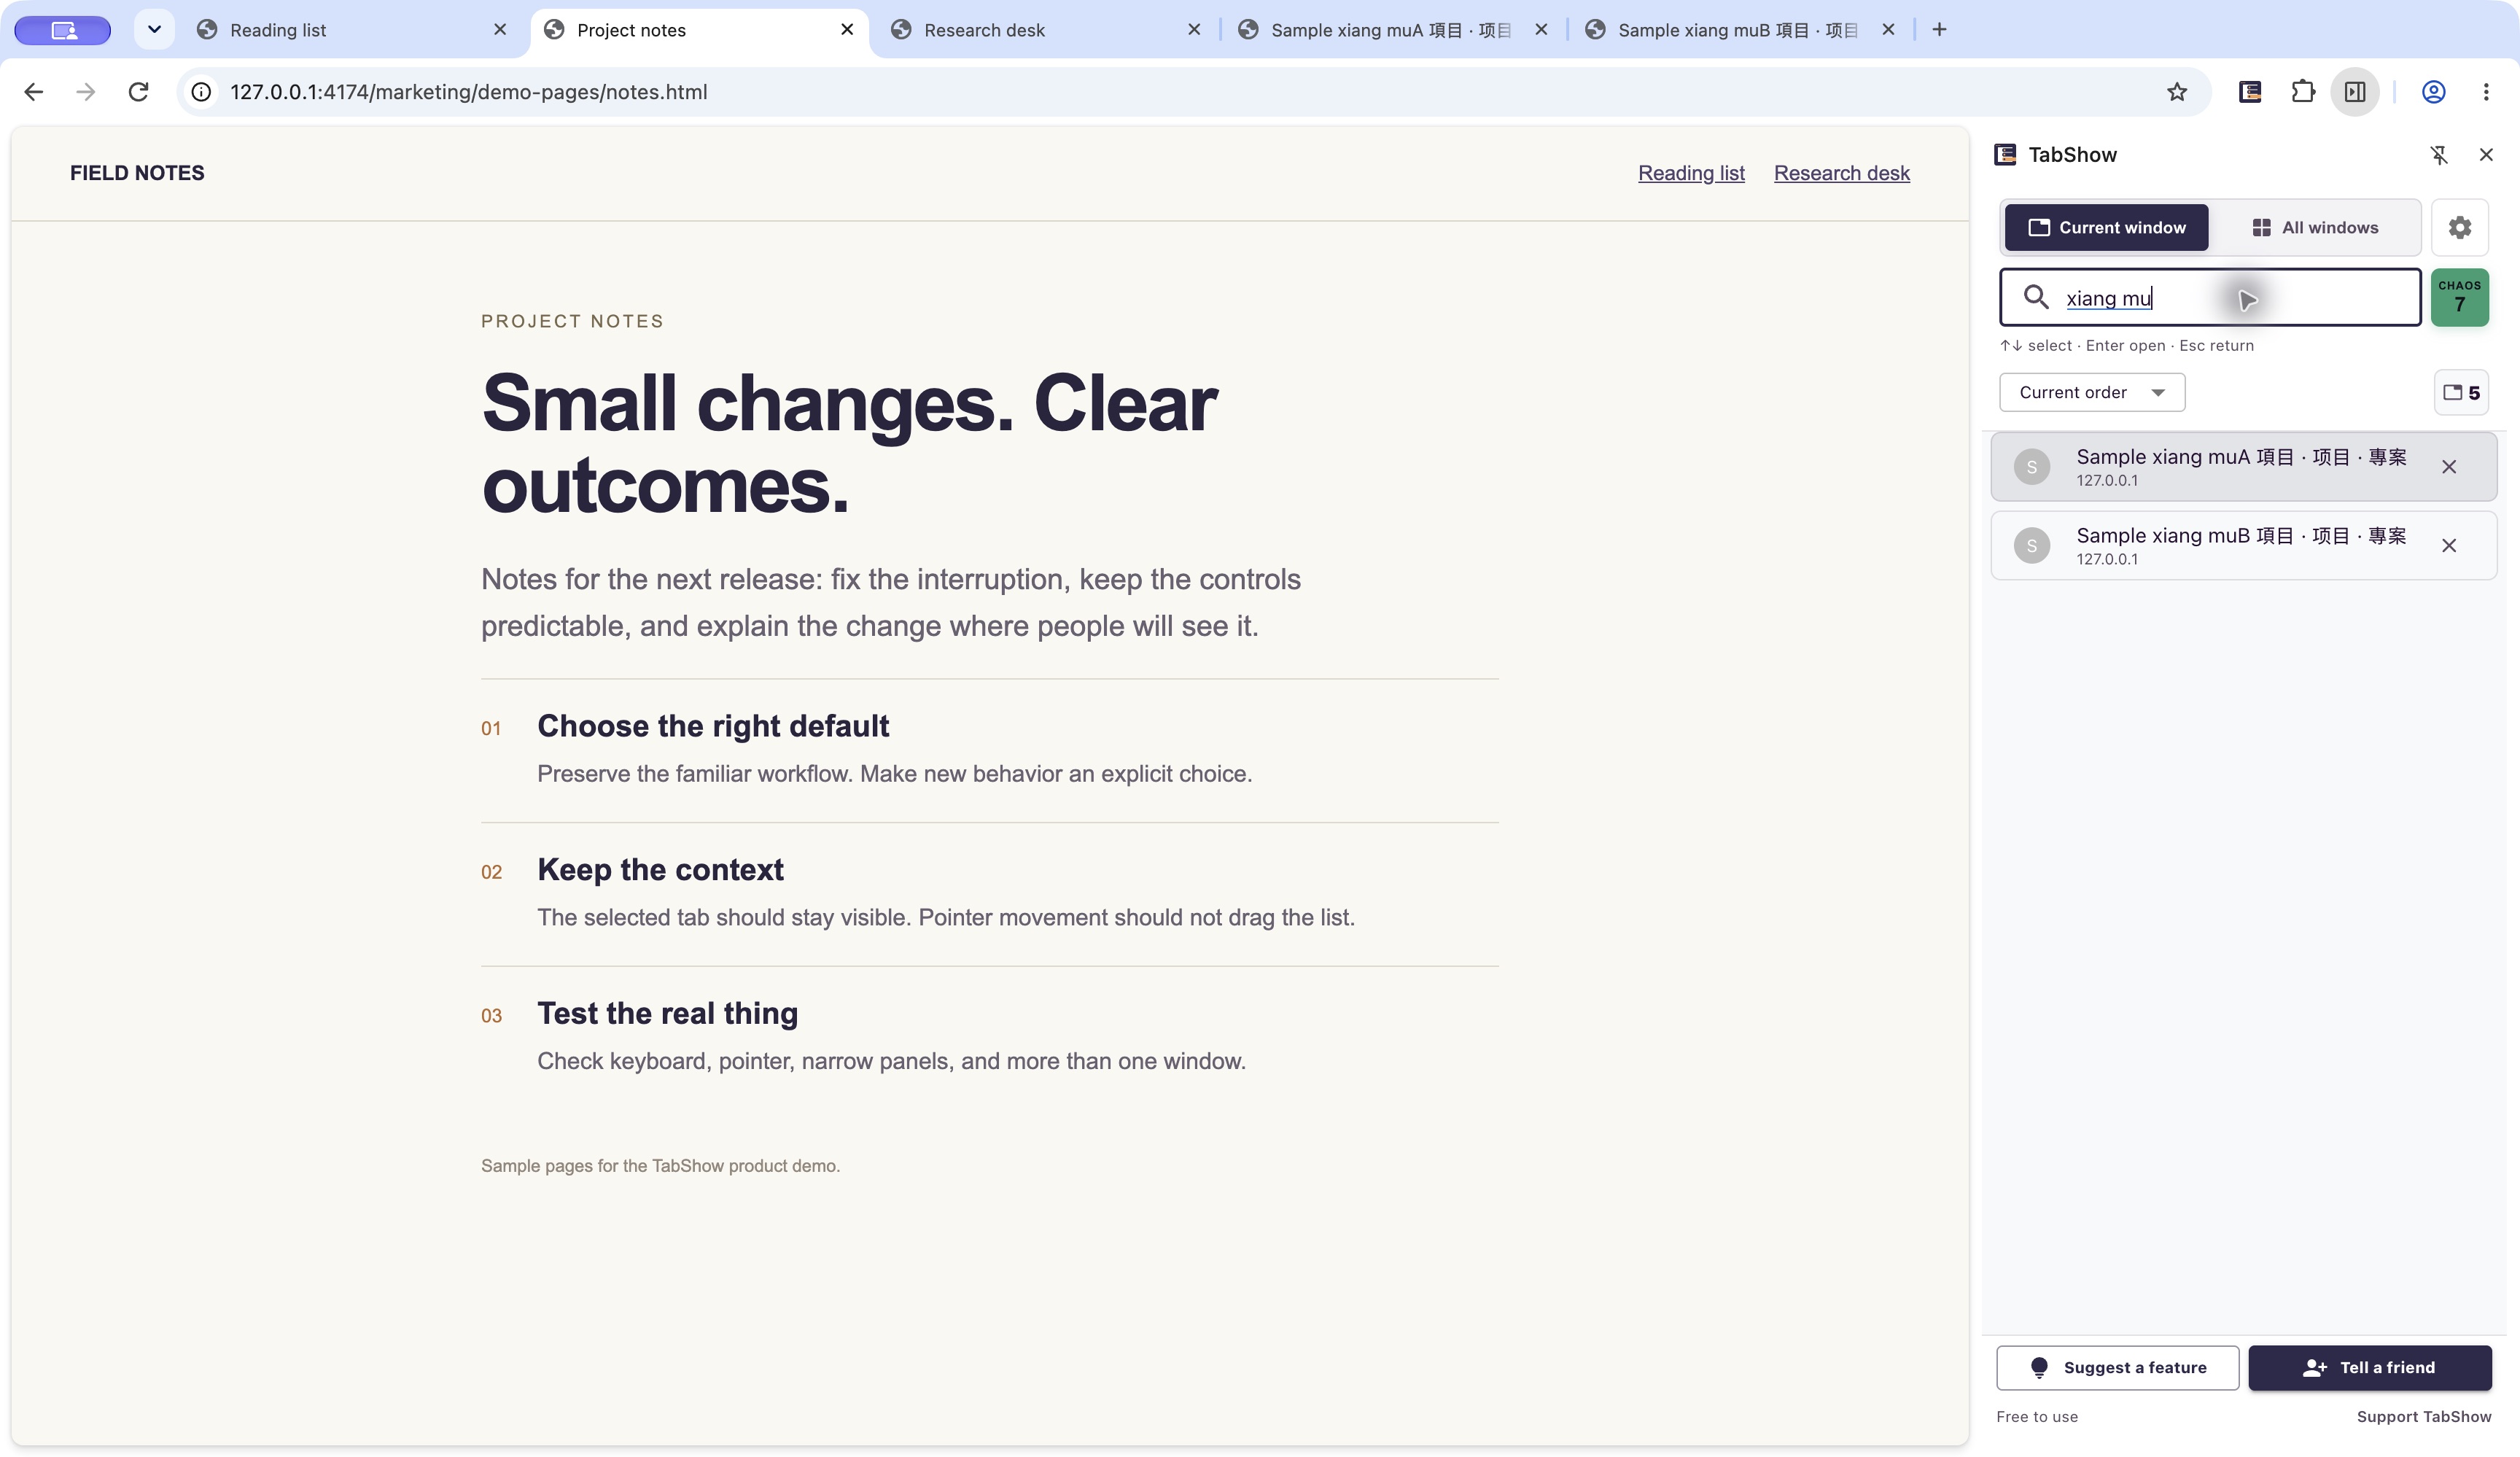 Reading list
Project notes
Research desk
Sample xiang muA 項目 · 项目
Sample xiang muB 項目 · 项目
127.0.0.1:4174/marketing/demo-pages/notes.html
FIELD NOTES
Reading list
Research desk
PROJECT NOTES
Small changes. Clear
outcomes.
Notes for the next release: fix the interruption, keep the controls
predictable, and explain the change where people will see it.
01
Choose the right default
Preserve the familiar workflow. Make new behavior an explicit choice.
02
Keep the context
The selected tab should stay visible. Pointer movement should not drag the list.
03
Test the real thing
Check keyboard, pointer, narrow panels, and more than one window.
Sample pages for the TabShow product demo.
TabShow
Current window
All windows
xiang mu
CHAOS
7
↑↓ select · Enter open · Esc return
Current order
5
S
Sample xiang muA 項目 · 项目 · 專案
127.0.0.1
S
Sample xiang muB 項目 · 项目 · 專案
127.0.0.1
Suggest a feature
Tell a friend
Free to use
Support TabShow